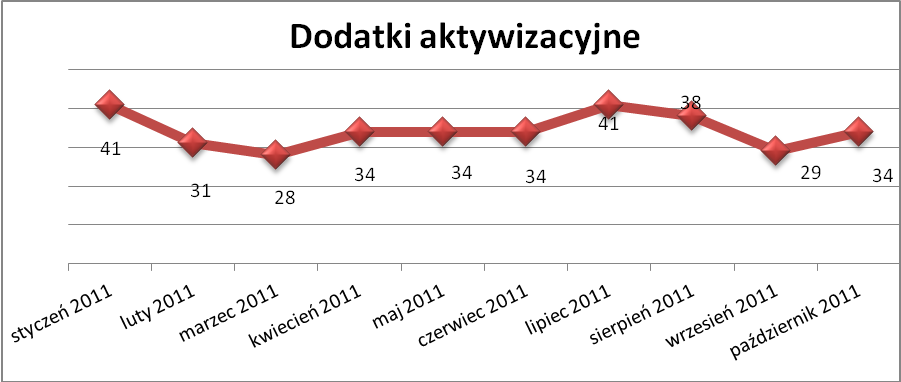 Dodatki aktywizacyjne
41
31
28
34
34
34
41
38
29
34
styczeń 2011
luty 2011
marzec 2011
kwiecień 2011
maj 2011
czerwiec 2011
lipiec 2011
sierpień 2011
wrzesień 2011
październik 2011